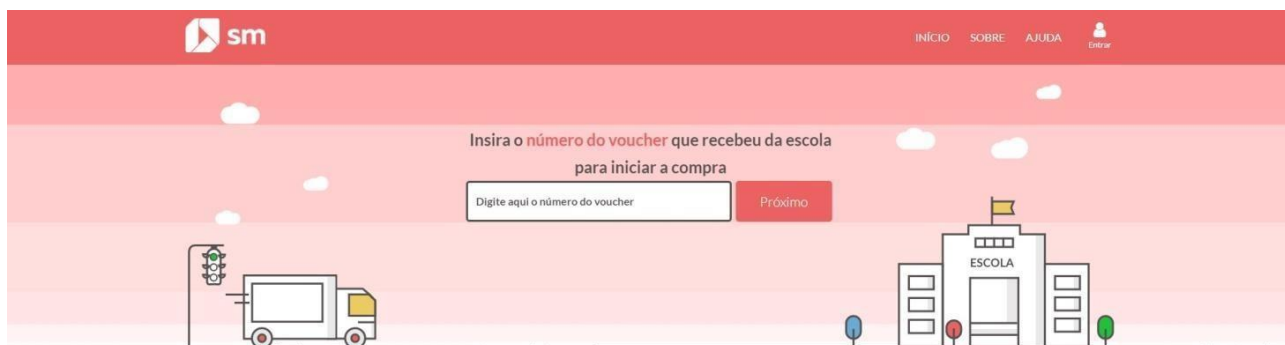 sm
INÍCIO SOBRE AJUDA
Entrar
Insira o número do voucher que recebeu da escola
para iniciar a compra
Digite aqui o número do voucher
Próximo
ESCOLA